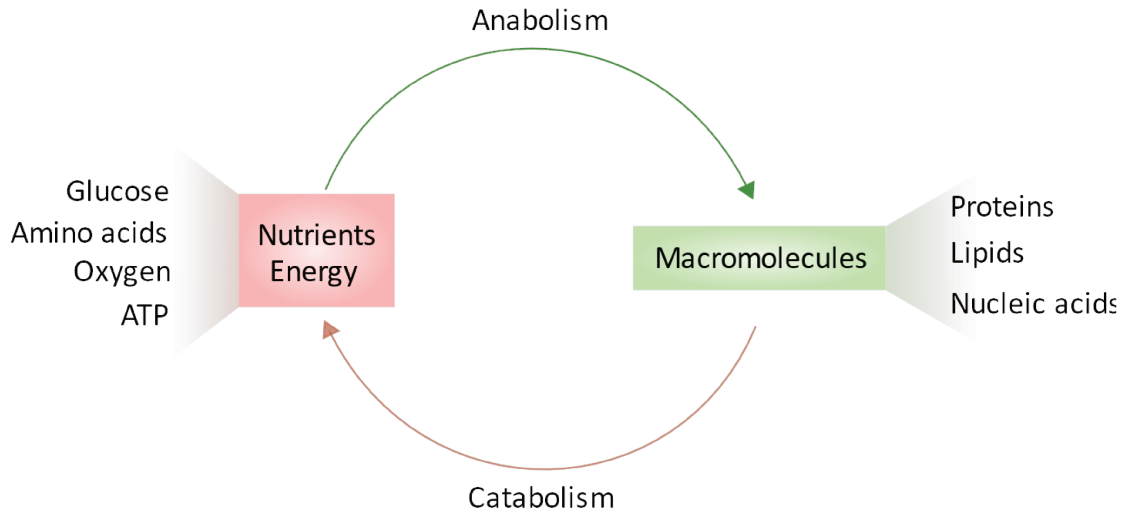 Anabolism
Glucose
Amino acids
Oxygen
ATP
Nutrients
Energy
Macromolecules
Proteins
Lipids
Nucleic acids
Catabolism